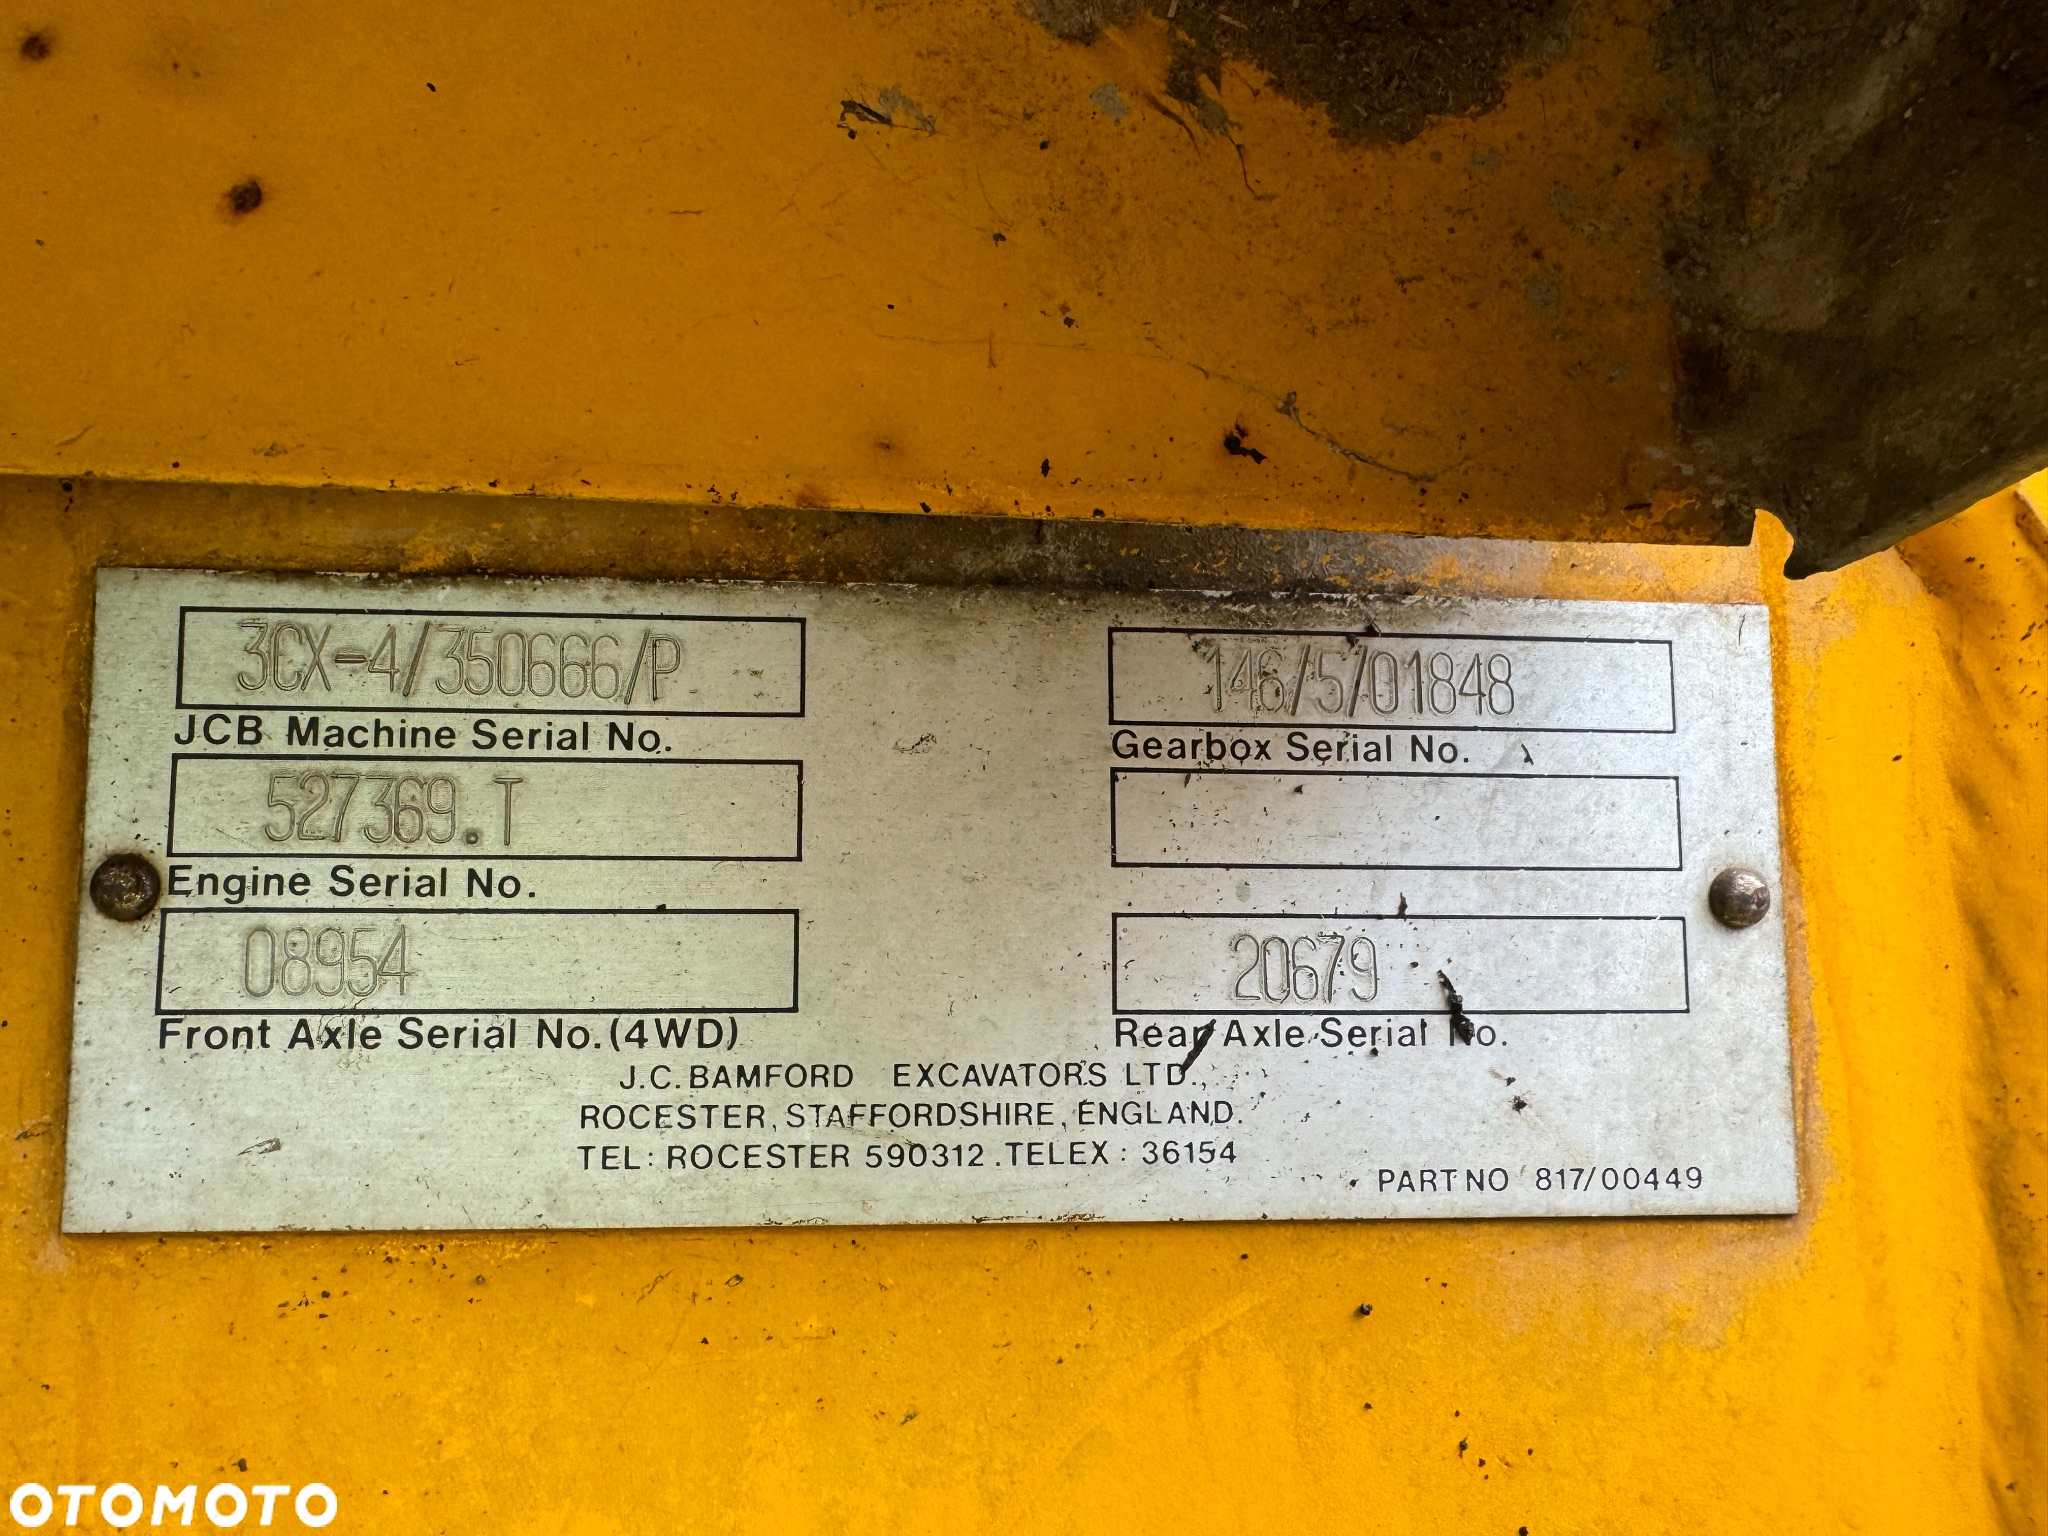 3CX-4/350666/P
JCB Machine Serial No.
527369.T
Engine Serial No.
08954
Front Axle Serial No.(4WD)
146/5/01848
Gearbox Serial No.
20679
Rear Axle Serial No.
J.C.BAMFORD EXCAVATORS LTD.,
ROCESTER, STAFFORDSHIRE, ENGLAND.
TEL: ROCESTER 590312. TELEX: 36154
PART NO 817/00449
OTOMOTO